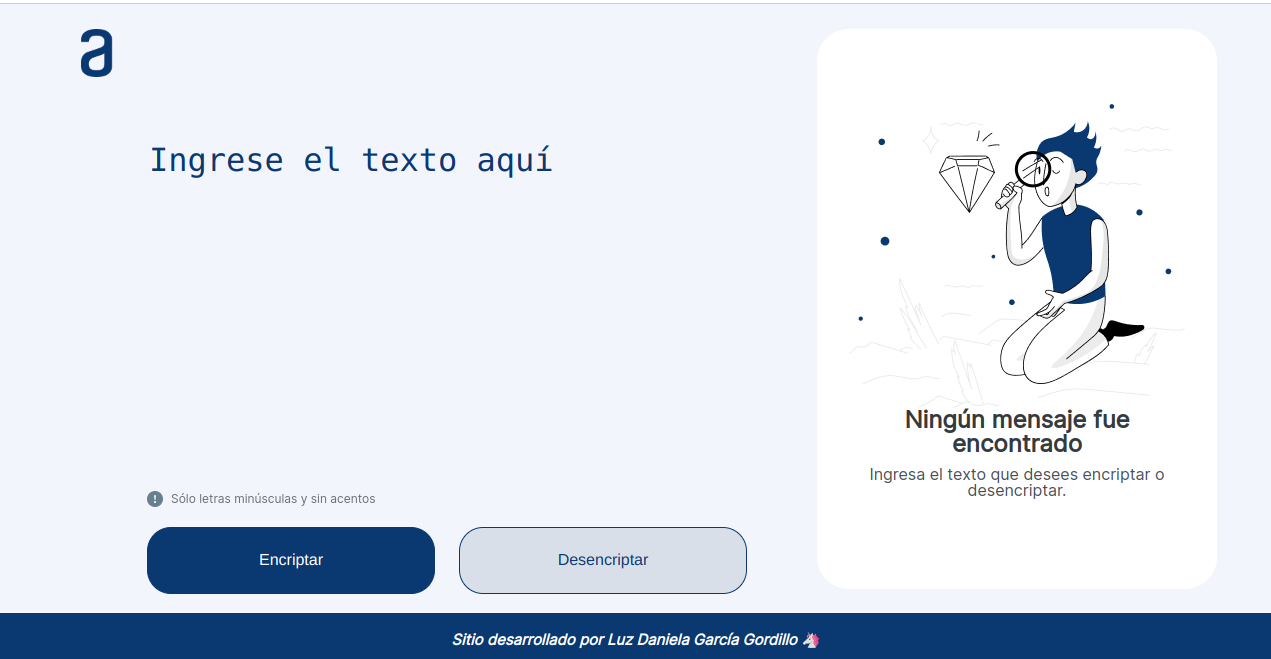 a
Ingrese el texto aquí
Sólo letras minúsculas y sin acentos
Encriptar
Desencriptar
Ningún mensaje fue
encontrado
Ingresa el texto que desees encriptar o
desencriptar.
Sitio desarrollado por Luz Daniela García Gordillo 🦄